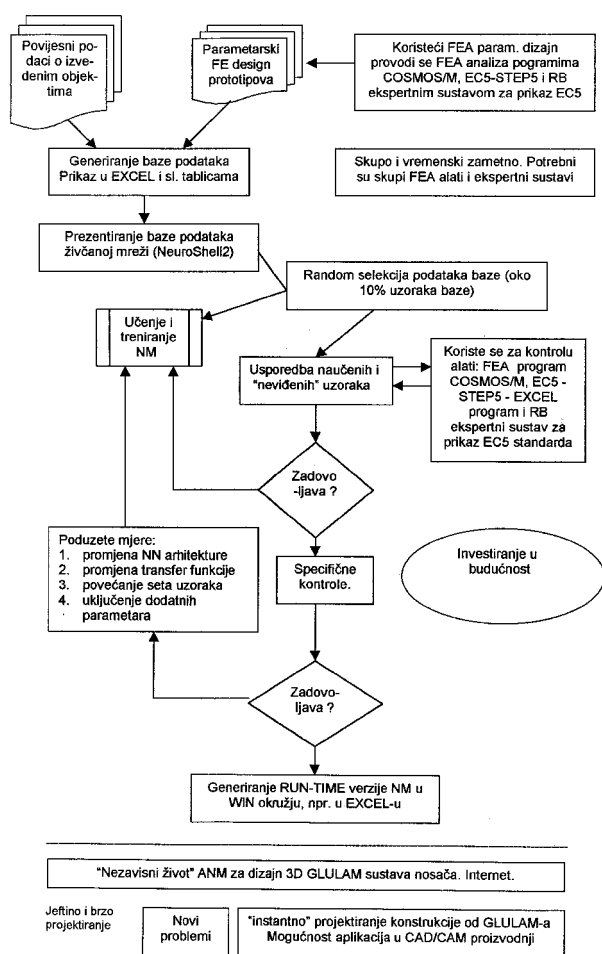 Povijesni po-
daci o izve-
denim objek-
tima
Parametarski
FE design
prototipova
Koristeći FEA param. dizajn
provodi se FEA analiza pogramima
COSMOS/M, EC5-STEP5 i RB
ekspertnim sustavom za prikaz EC5
Generiranje baze podataka
Prikaz u EXCEL i sl. tablicama
Skupo i vremenski zametno. Potrebni
su skupi FEA alati i ekspertni sustavi
Prezentiranje baze podataka
živčanoj mreži (NeuroShell2)
Random selekcija podataka baze (oko
10% uzoraka baze)
Učenje i
treniranje
NM
Usporedba naučenih i
“neviđenih” uzoraka
Koriste se za kontrolu
alati: FEA program
COSMOS/M, EC5 -
STEP5 - EXCEL
program i RB
ekspertni sustav za
prikaz EC5 standarda
Zadovo
-ljava ?
Poduzete mjere:
1. promjena NN arhitekture
2. promjena transfer funkcije
3. povećanje seta uzoraka
4. uključenje dodatnih
parametara
Specifične
kontrole.
Investiranje u
budućnost
Zadovo-
ljava ?
Generiranje RUN-TIME verzije NM u
WIN okružju, npr. u EXCEL-u
“Nezavisni život” ANM za dizajn 3D GLULAM sustava nosača. Internet.
Jeftino i brzo
projektiranje
Novi
problemi
“instantno” projektiranje konstrukcije od GLULAM-a
Mogućnost aplikacija u CAD/CAM proizvodnji